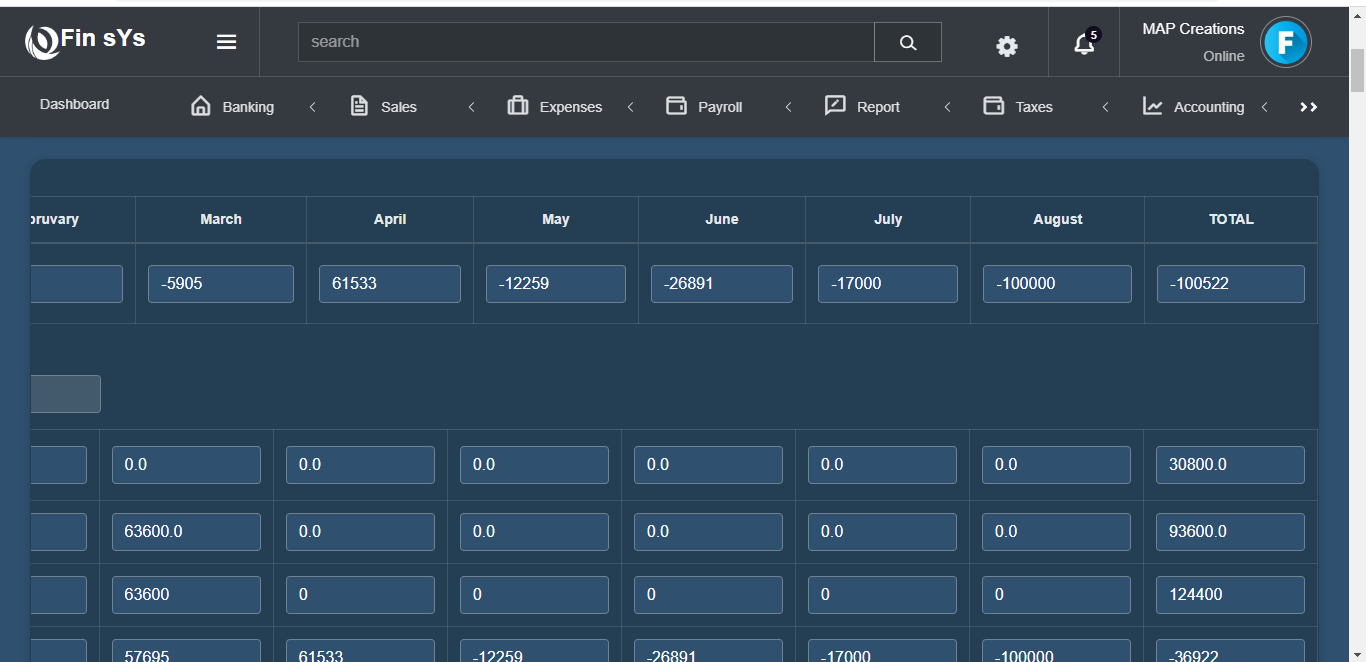 Fin sYs
search
5
MAP Creations
Online
F
Dashboard Banking Sales Expenses Payroll Report Taxes Accounting
bruvary March April May June July August TOTAL
-5905 61533 -12259 -26891 -17000 -100000 -100522
0.0 0.0 0.0 0.0 0.0 0.0 30800.0
63600.0 0.0 0.0 0.0 0.0 0.0 93600.0
63600 0 0 0 0 0 124400
57695 61533 -12259 -26891 -17000 -100000 -36922